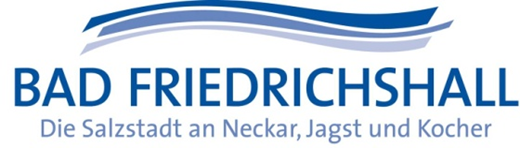 BAD FRIEDRICHSHALL
Die Salzstadt an Neckar, Jagst und Kocher